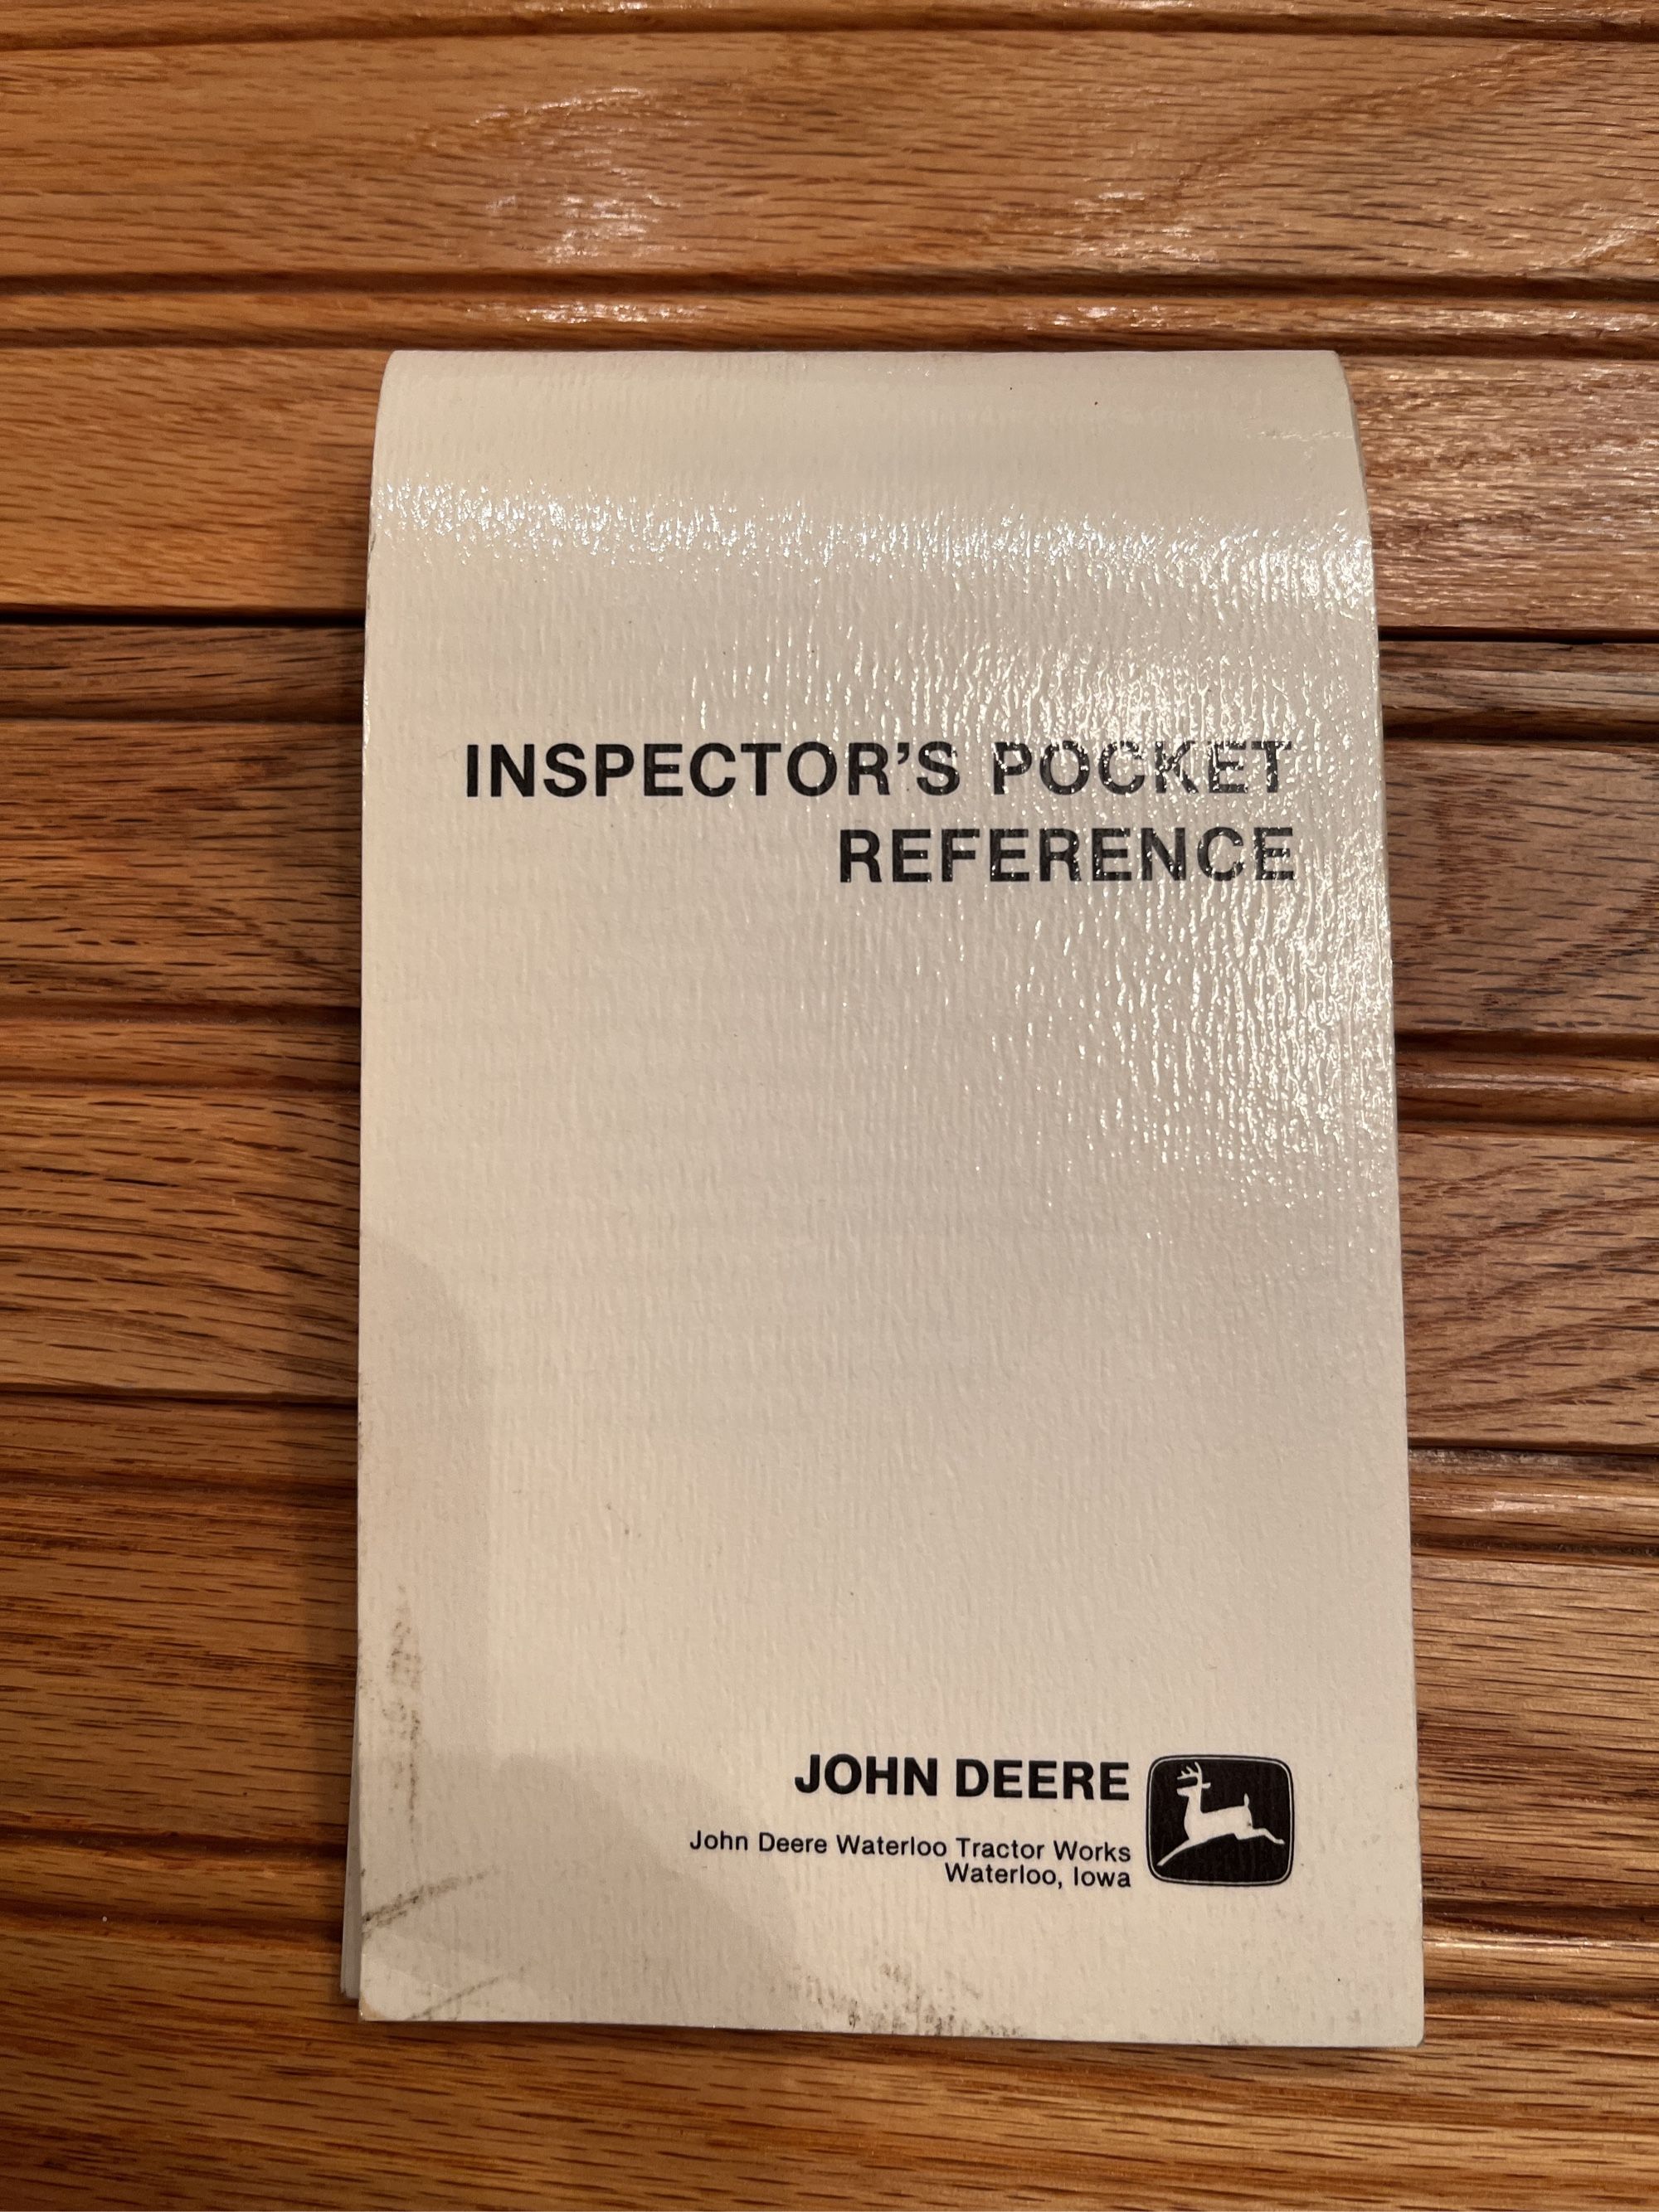 INSPECTOR'S POCKET
REFERENCE
JOHN DEERE
John Deere Waterloo Tractor Works
Waterloo, Iowa